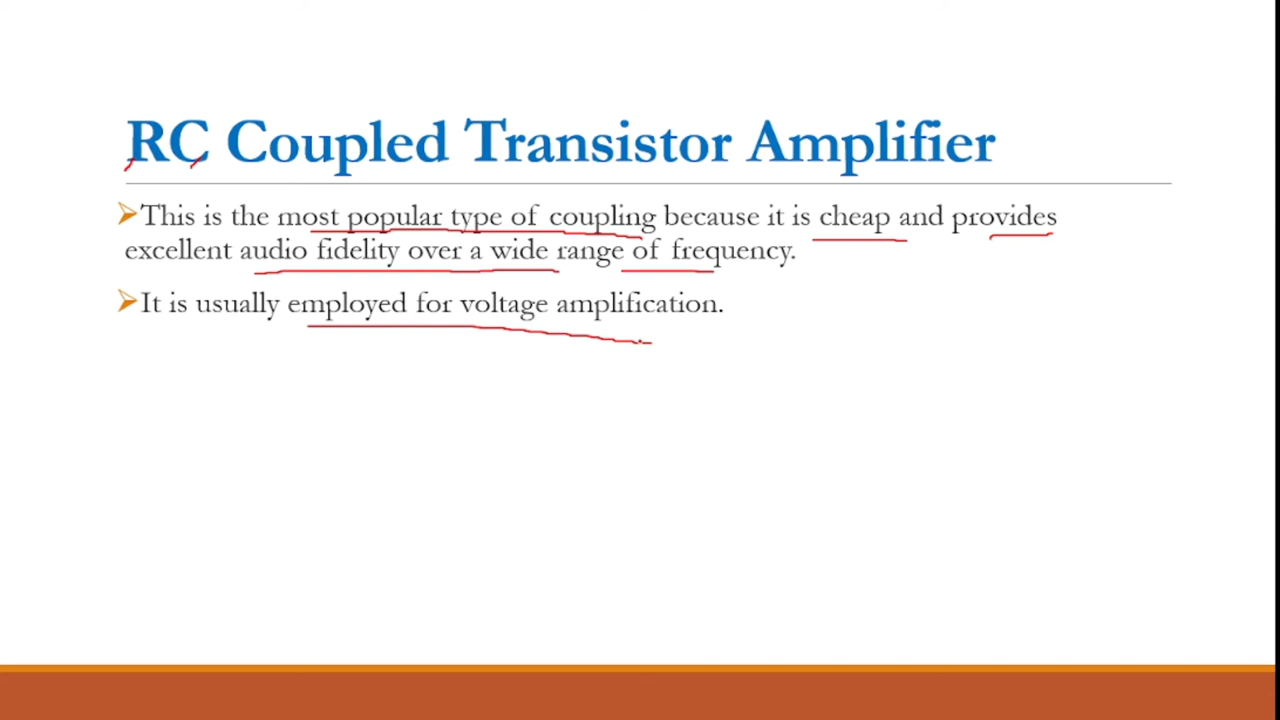 RC Coupled Transistor Amplifier
➢This is the most popular type of coupling because it is cheap and provides
excellent audio fidelity over a wide range of frequency.
➢It is usually employed for voltage amplification.